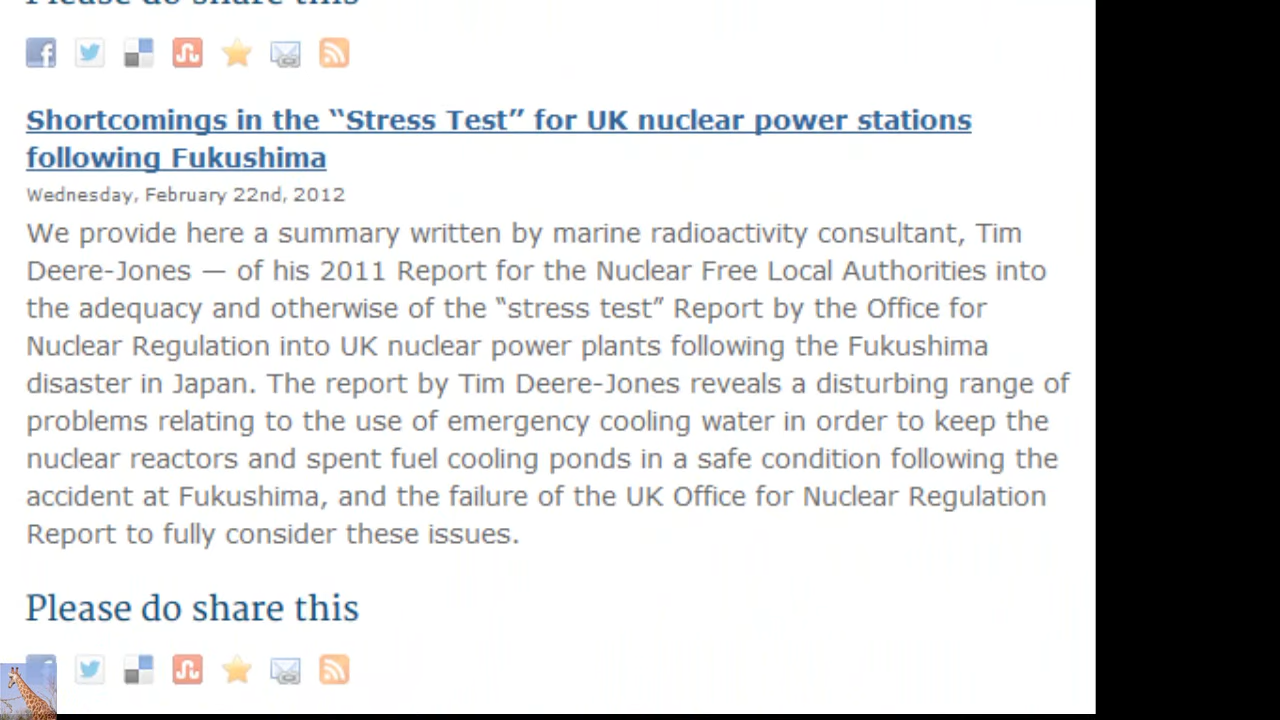 Please do share this
Shortcomings in the “Stress Test” for UK nuclear power stations
following Fukushima
Wednesday, February 22nd, 2012
We provide here a summary written by marine radioactivity consultant, Tim
Deere-Jones — of his 2011 Report for the Nuclear Free Local Authorities into
the adequacy and otherwise of the “stress test” Report by the Office for
Nuclear Regulation into UK nuclear power plants following the Fukushima
disaster in Japan. The report by Tim Deere-Jones reveals a disturbing range of
problems relating to the use of emergency cooling water in order to keep the
nuclear reactors and spent fuel cooling ponds in a safe condition following the
accident at Fukushima, and the failure of the UK Office for Nuclear Regulation
Report to fully consider these issues.
Please do share this